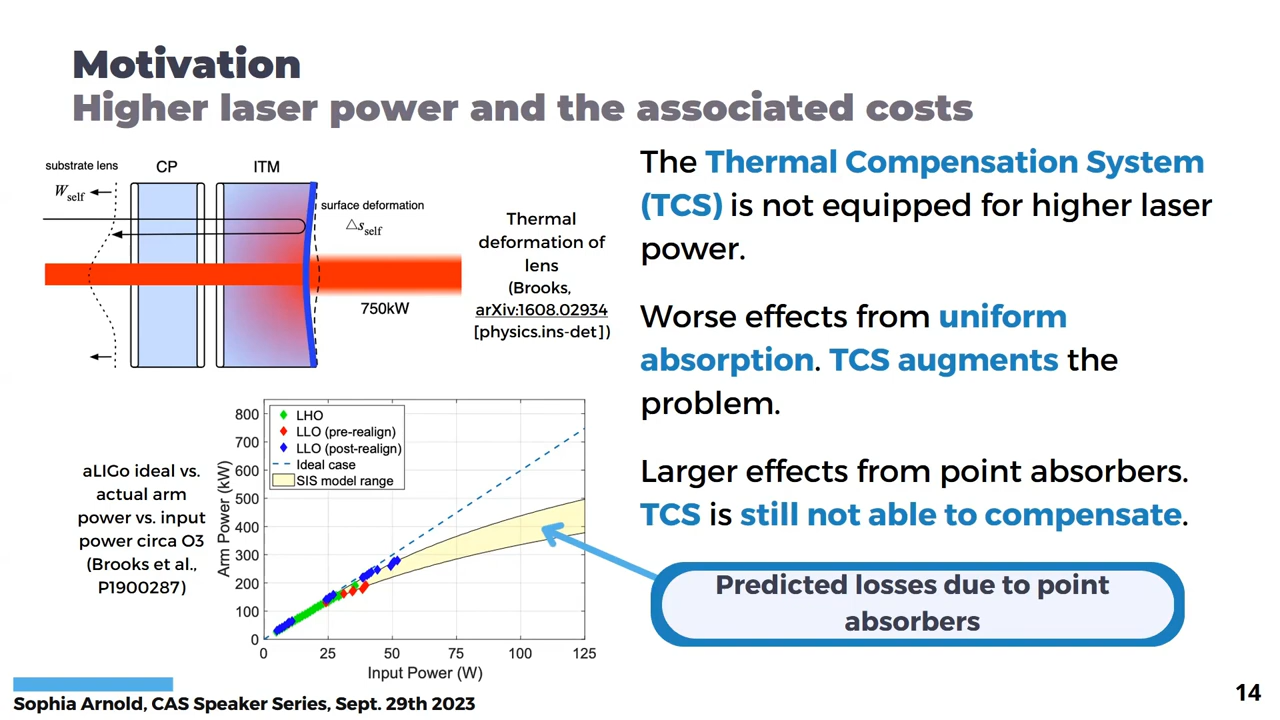 Motivation
Higher laser power and the associated costs
substrate lens
CP
ITM
W self
surface deformation
△s self
750kW
Thermal
deformation of
lens
(Brooks,
arXiv:1608.02934
[physics.ins-det])
The Thermal Compensation System
(TCS) is not equipped for higher laser
power.
Worse effects from uniform
absorption. TCS augments the
problem.
Larger effects from point absorbers.
TCS is still not able to compensate.
Predicted losses due to point
absorbers
aLIGo ideal vs.
actual arm
power vs. input
power circa O3
(Brooks et al.,
P1900287)
Arm Power (kW)
800
700
600
500
400
300
200
100
0
LHO
LLO (pre-realign)
LLO (post-realign)
Ideal case
SIS model range
0 25 50 75 100 125
Input Power (W)
Sophia Arnold, CAS Speaker Series, Sept. 29th 2023
14